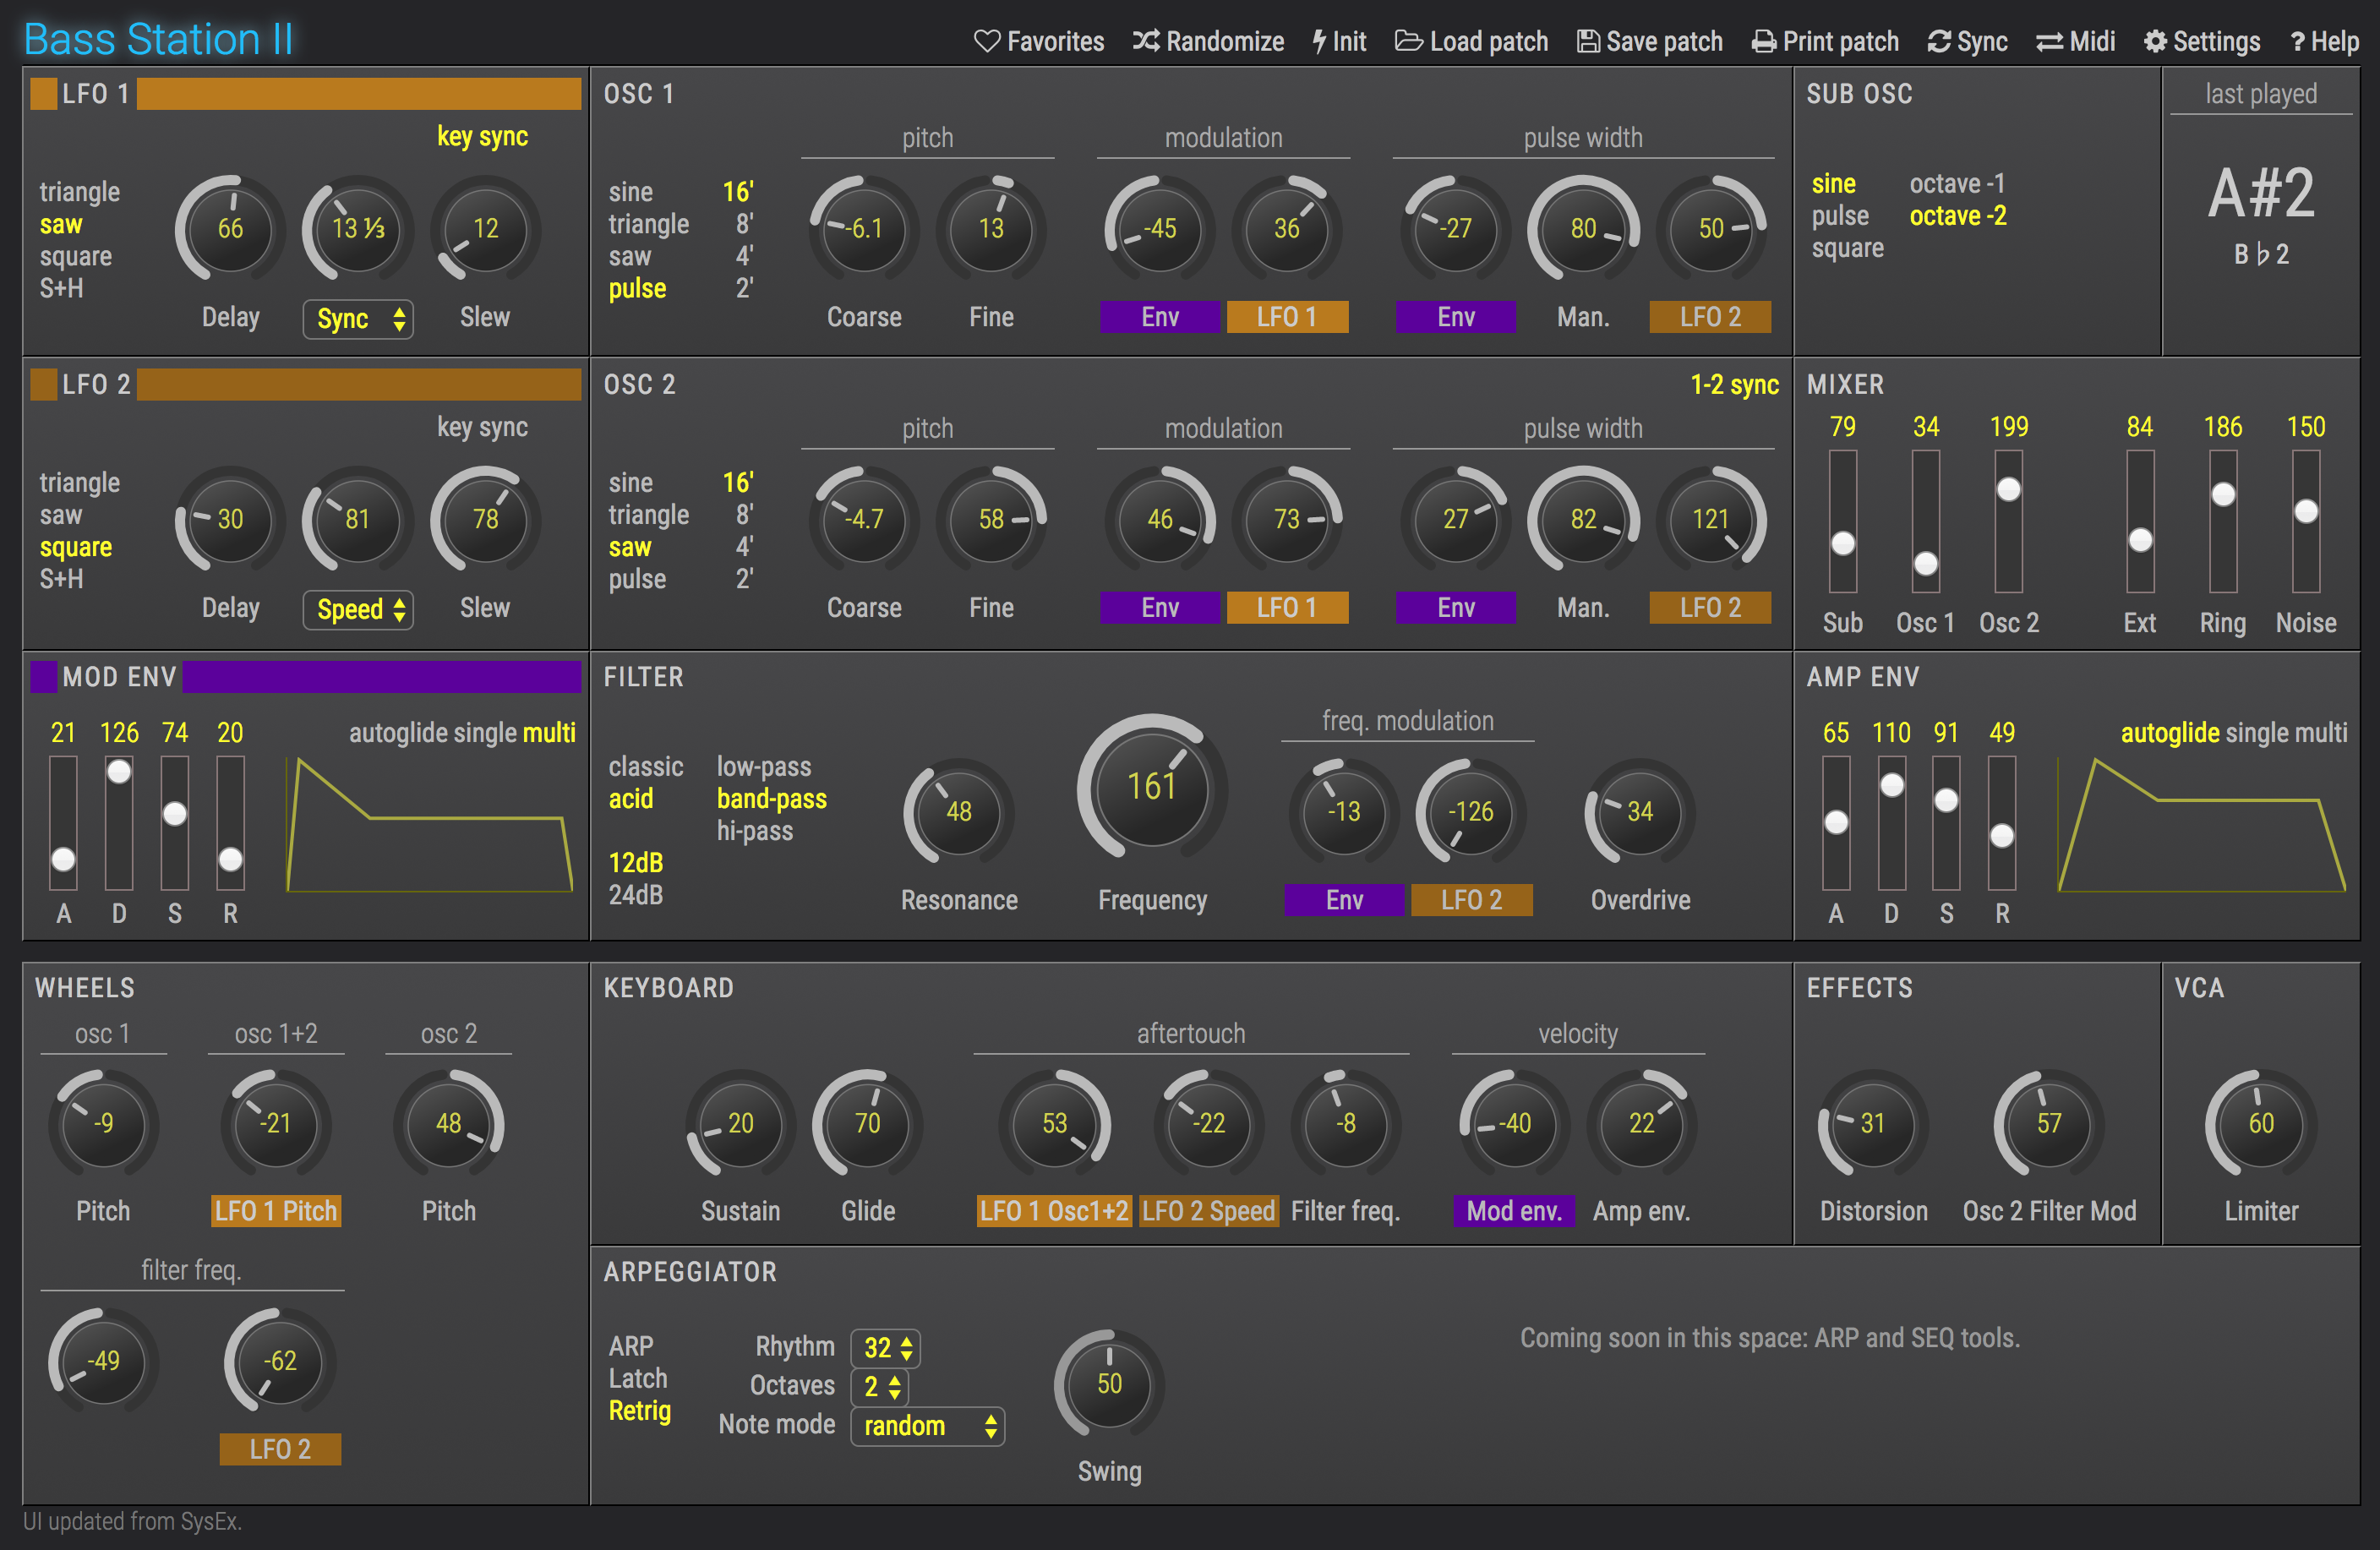 Bass Station II
Favorites Randomize Init Load patch Save patch Print patch Sync Midi Settings ? Help
LFO 1
key sync
triangle
saw
square
S+H
66 13 ⅓ 12
Delay Sync Slew
OSC 1
pitch modulation pulse width
sine 16'
triangle 8'
saw 4'
pulse 2'
-6.1 13 -45 36 -27 80 50
Coarse Fine Env LFO 1 Env Man. LFO 2
SUB OSC
sine octave -1
pulse octave -2
square
last played
A#2
B♭2
LFO 2
key sync
triangle
saw
square
S+H
30 81 78
Delay Speed Slew
OSC 2 1-2 sync
pitch modulation pulse width
sine 16'
triangle 8'
saw 4'
pulse 2'
-4.7 58 46 73 27 82 121
Coarse Fine Env LFO 1 Env Man. LFO 2
MIXER
79 34 199 84 186 150
Sub Osc 1 Osc 2 Ext Ring Noise
MOD ENV
21 126 74 20 autoglide single multi
A D S R
FILTER
freq. modulation
classic low-pass
acid band-pass
hi-pass
12dB
24dB
48 161 -13 -126 34
Resonance Frequency Env LFO 2 Overdrive
AMP ENV
65 110 91 49 autoglide single multi
A D S R
WHEELS
osc 1 osc 1+2 osc 2
-9 -21 48
Pitch LFO 1 Pitch Pitch
filter freq.
-49 -62
LFO 2
KEYBOARD
aftertouch velocity
20 70 53 -22 -8 -40 22
Sustain Glide LFO 1 Osc1+2 LFO 2 Speed Filter freq. Mod env. Amp env.
EFFECTS
31 57
Distorsion Osc 2 Filter Mod
VCA
60
Limiter
ARPEGGIATOR
ARP
Latch
Retrig
Rhythm 32
Octaves 2
Note mode random
50
Swing
Coming soon in this space: ARP and SEQ tools.
UI updated from SysEx.